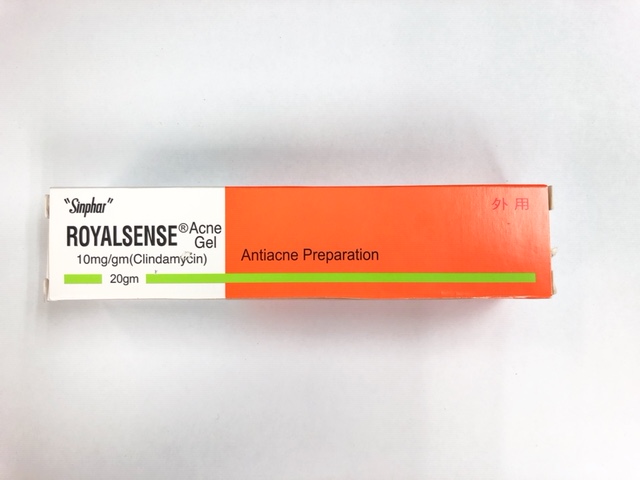 "Sinphar"
ROYALSENSE® Acne Gel
10mg/gm(Clindamycin)
20gm
Antiacne Preparation
外用